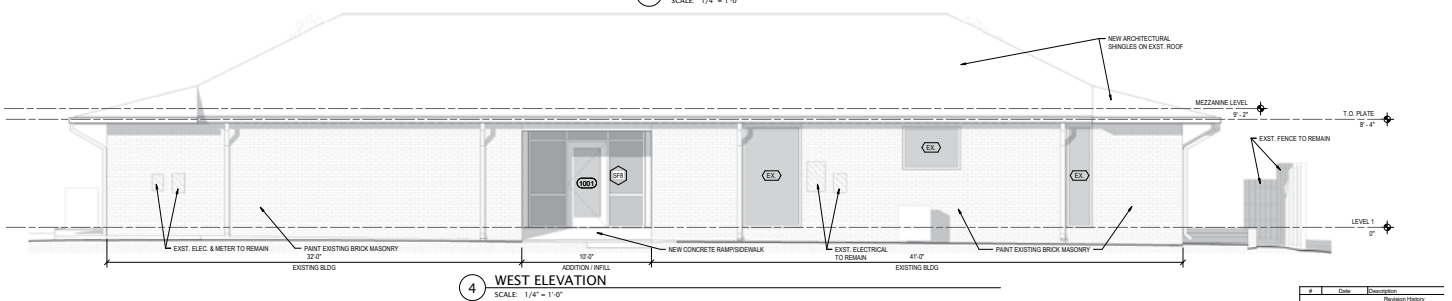 SCALE: 1/4" = 1'-0"
NEW ARCHITECTURAL
SHINGLES ON EXST. ROOF
MEZZANINE LEVEL
9' - 2"
T.O. PLATE
8' - 4"
EXST. FENCE TO REMAIN
EX.
EX.
EX.
1001
SF8
LEVEL 1
0"
EXST. ELEC. & METER TO REMAIN
PAINT EXISTING BRICK MASONRY
NEW CONCRETE RAMP/SIDEWALK
EXST. ELECTRICAL
TO REMAIN
PAINT EXISTING BRICK MASONRY
32'-0"
10'-0"
41'-0"
EXISTING BLDG
ADDITION / INFILL
EXISTING BLDG
4 WEST ELEVATION
SCALE: 1/4" = 1'-0"
# Date Description
Revision History